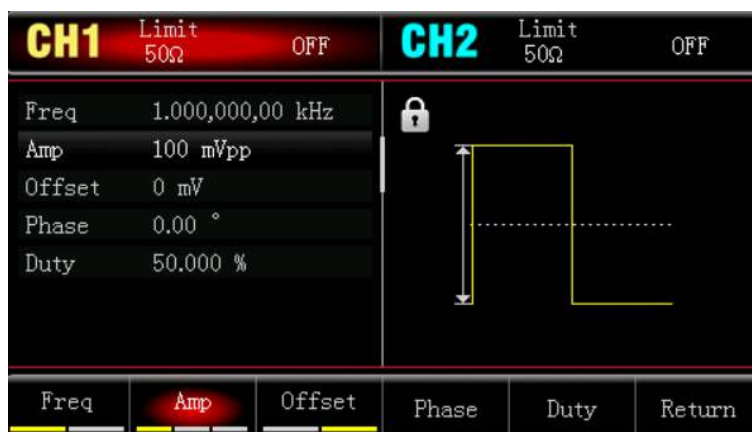 CH1 Limit 50Ω OFF CH2 Limit 50Ω OFF
Freq 1.000,000,00 kHz
Amp 100 mVpp
Offset 0 mV
Phase 0.00 °
Duty 50.000 %
Freq Amp Offset Phase Duty Return